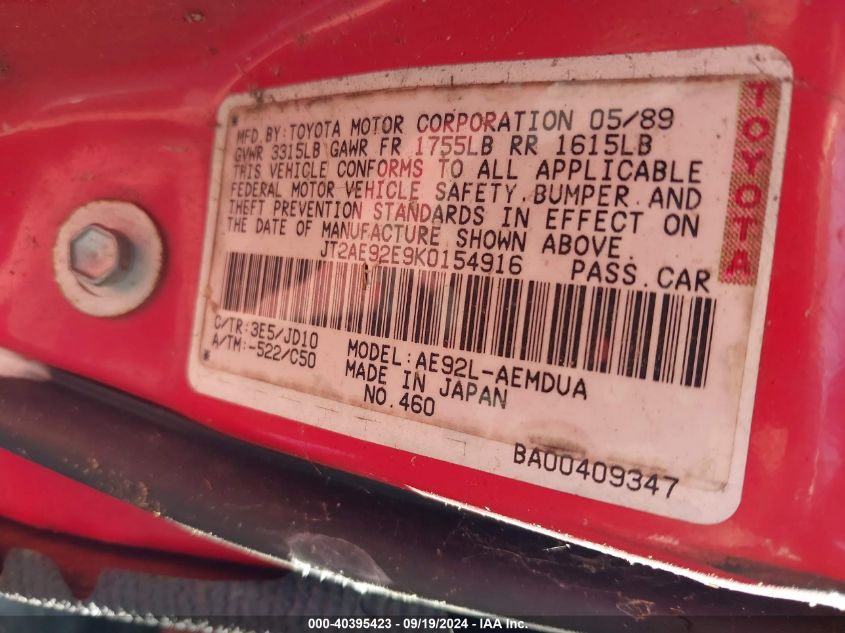 * MFD.BY:TOYOTA MOTOR CORPORATION 05/89
GVWR 3315LB GAWR FR 1755LB RR 1615LB
THIS VEHICLE CONFORMS TO ALL APPLICABLE
FEDERAL MOTOR VEHICLE SAFETY,BUMPER,AND
THEFT PREVENTION STANDARDS IN EFFECT ON
THE DATE OF MANUFACTURE SHOWN ABOVE.
JT2AE92E9K0154916 PASS.CAR
TOYOTA
C/TR:3E5/JD10
A/TM:-522/C50
MODEL:AE92L-AEMDUA
* MADE IN JAPAN
NO.460
BA00409347
000-40395423 - 09/19/2024 - IAA Inc.